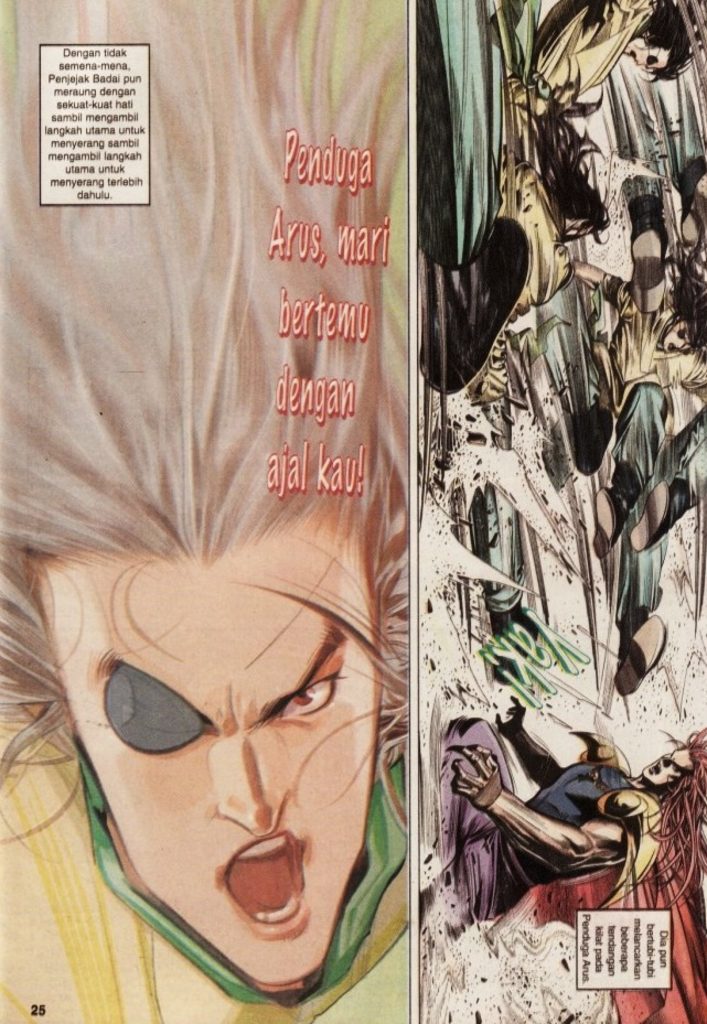 Dengan tidak
semena-mena,
Penjejak Badai pun
meraung dengan
sekuat-kuat hati
sambil mengambil
langkah utama untuk
menyerang sambil
mengambil langkah
utama untuk
menyerang terlebih
dahulu.
Penduga
Arus, mari
bertemu
dengan
ajal kau!
Dia pun
bertubi-tubi
melancarkan
beberapa
tendangan
kilat pada
Penduga Arus.
25